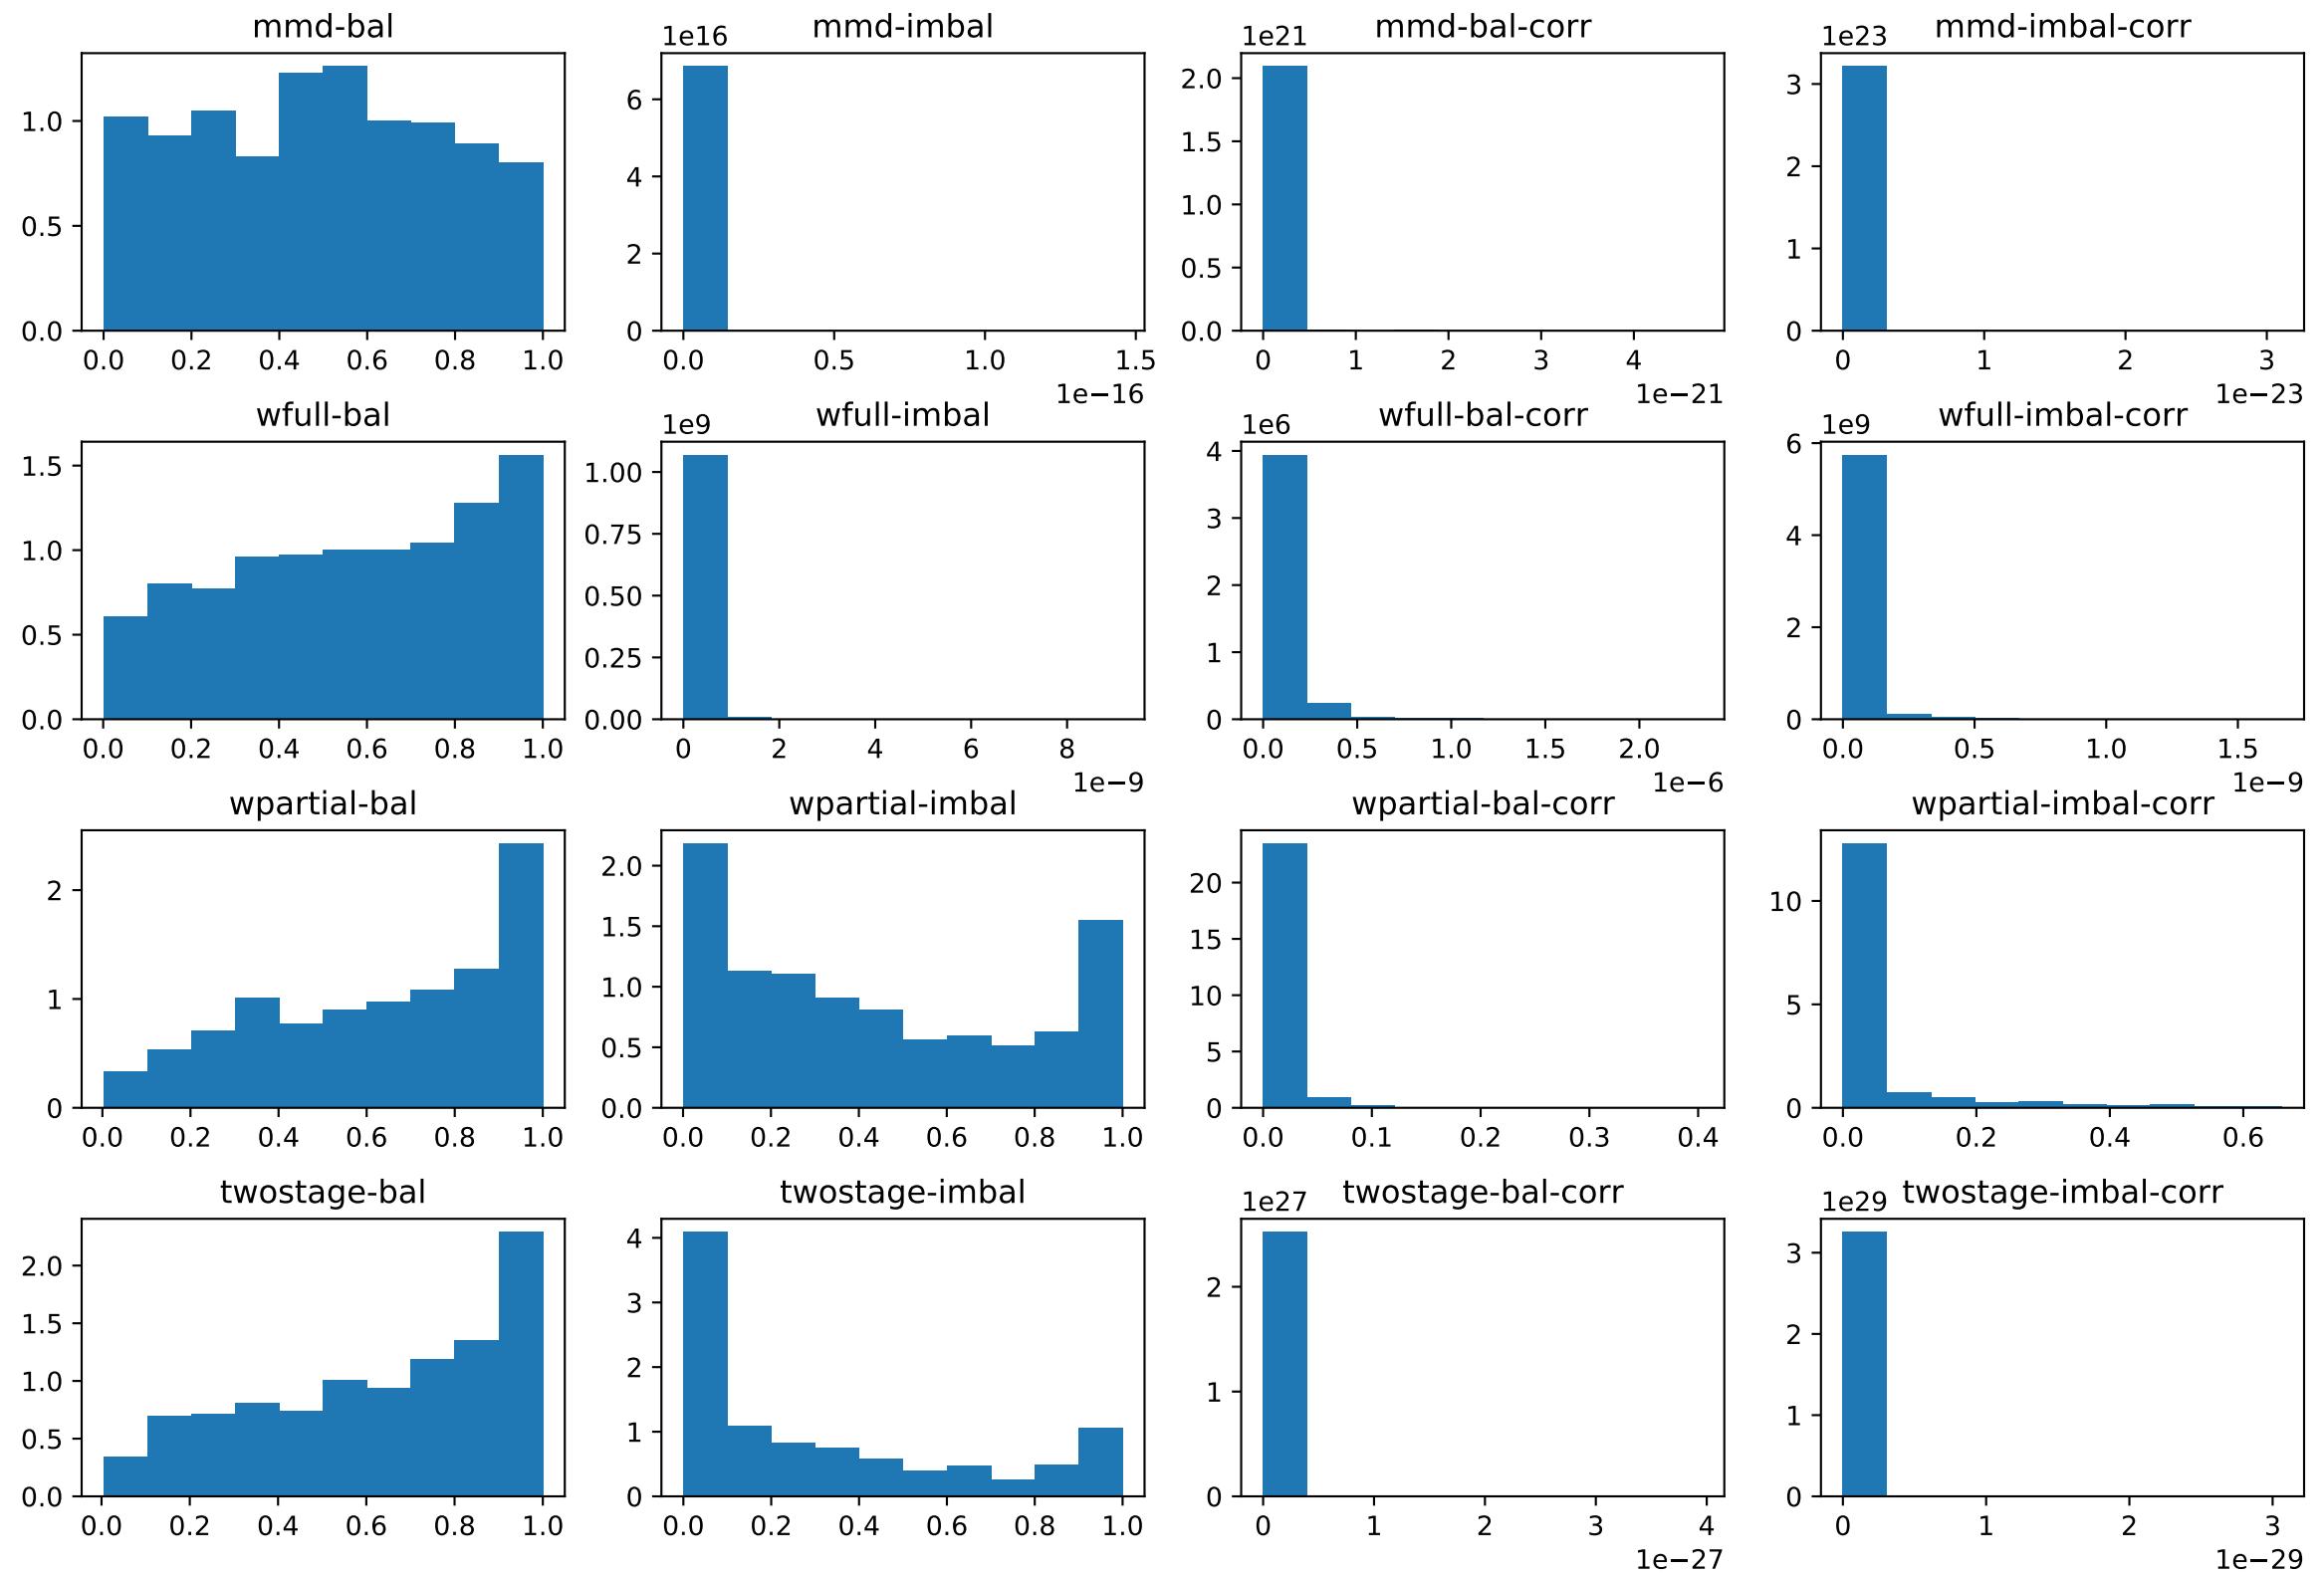 mmd-bal
1.0
0.5
0.0
0.0 0.2 0.4 0.6 0.8 1.0
mmd-imbal
1e16
6
4
2
0
0.0 0.5 1.0 1.5
1e−16
mmd-bal-corr
1e21
2.0
1.5
1.0
0.5
0.0
0 1 2 3 4
1e−21
mmd-imbal-corr
1e23
3
2
1
0
0 1 2 3
1e−23
wfull-bal
1.5
1.0
0.5
0.0
0.0 0.2 0.4 0.6 0.8 1.0
wfull-imbal
1e9
1.00
0.75
0.50
0.25
0.00
0 2 4 6 8
1e−9
wfull-bal-corr
1e6
4
3
2
1
0
0.0 0.5 1.0 1.5 2.0
1e−6
wfull-imbal-corr
1e9
6
4
2
0
0.0 0.5 1.0 1.5
1e−9
wpartial-bal
2
1
0
0.0 0.2 0.4 0.6 0.8 1.0
wpartial-imbal
2.0
1.5
1.0
0.5
0.0
0.0 0.2 0.4 0.6 0.8 1.0
wpartial-bal-corr
20
15
10
5
0
0.0 0.1 0.2 0.3 0.4
wpartial-imbal-corr
10
5
0
0.0 0.2 0.4 0.6
twostage-bal
2.0
1.5
1.0
0.5
0.0
0.0 0.2 0.4 0.6 0.8 1.0
twostage-imbal
4
3
2
1
0
0.0 0.2 0.4 0.6 0.8 1.0
twostage-bal-corr
1e27
2
1
0
0 1 2 3 4
1e−27
twostage-imbal-corr
1e29
3
2
1
0
0 1 2 3
1e−29